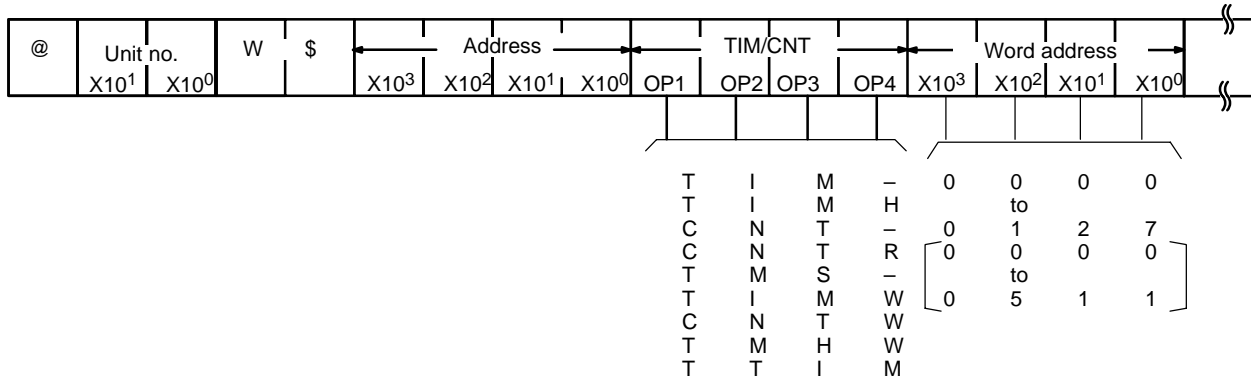 @ Unit no. W $ Address TIM/CNT Word address
X10¹ X10⁰ X10³ X10² X10¹ X10⁰ OP1 OP2 OP3 OP4 X10³ X10² X10¹ X10⁰
T I M – 0 0 0 0
T I M H to
C N T – 0 1 2 7
C N T R 0 0 0 0
T M S – to
T I M W 0 5 1 1
C N T W
T M H W
T T I M